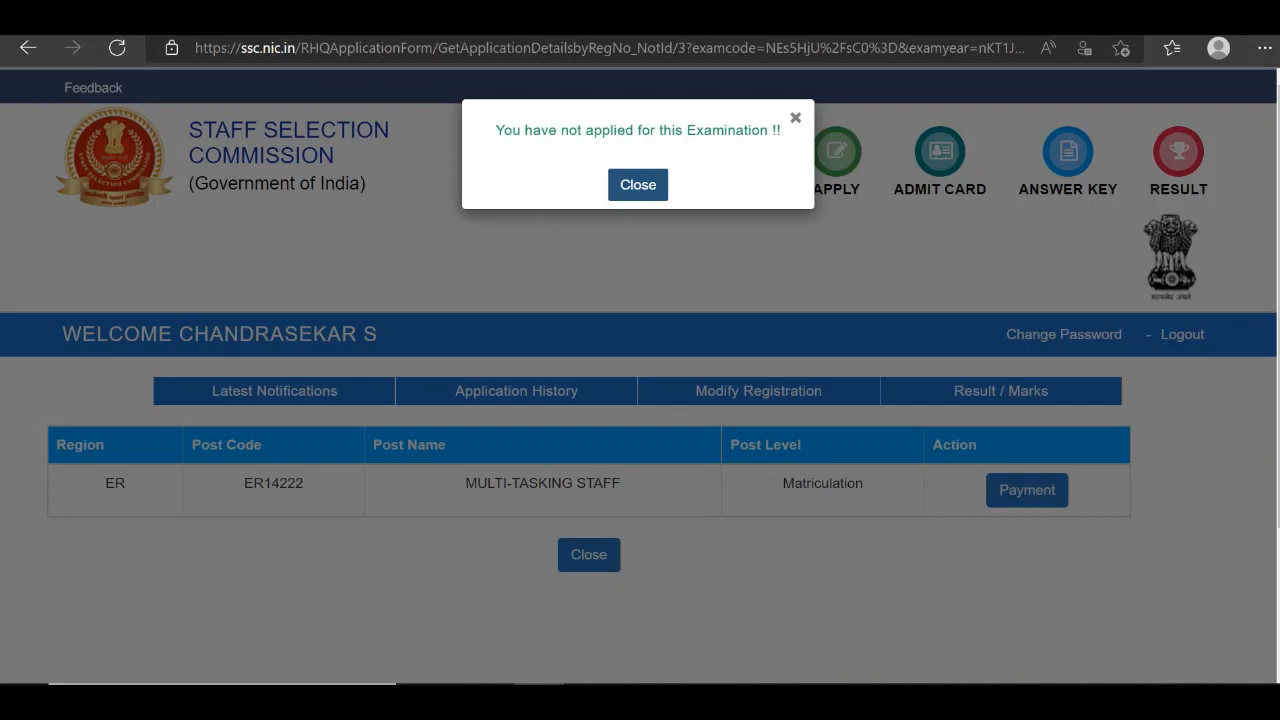 https://ssc.nic.in/RHQApplicationForm/GetApplicationDetailsbyRegNo_NotId/3?examcode=NEs5HjU%2FsC0%3D&examyear=nKT1J...
Feedback
You have not applied for this Examination !!
Close
STAFF SELECTION
COMMISSION
(Government of India)
APPLY
ADMIT CARD
ANSWER KEY
RESULT
सत्यमेव जयते
WELCOME CHANDRASEKAR S
Change Password - Logout
Latest Notifications Application History Modify Registration Result / Marks
Region Post Code Post Name Post Level Action
ER ER14222 MULTI-TASKING STAFF Matriculation Payment
Close